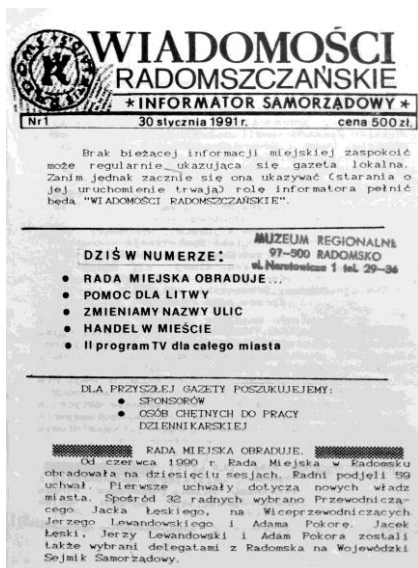 WIADOMOŚCI
RADOMSZCZAŃSKIE
* INFORMATOR SAMORZĄDOWY *
Nr 1 30 stycznia 1991 r. cena 500 zł.
Brak bieżącej informacji miejskiej zaspokoić
może regularnie ukazująca się gazeta lokalna.
Zanim jednak zacznie się ona ukazywać (starania o
jej uruchomienie trwają) rolę informatora pełnić
będą "WIADOMOŚCI RADOMSZCZAŃSKIE".
MUZEUM REGIONALNE
97-500 RADOMSKO
ul. Narutowicza 1 tel. 29-36
DZIŚ W NUMERZE:
• RADA MIEJSKA OBRADUJE...
• POMOC DLA LITWY
• ZMIENIAMY NAZWY ULIC
• HANDEL W MIEŚCIE
• II program TV dla całego miasta
DLA PRZYSZŁEJ GAZETY POSZUKUJEJEMY:
• SPONSORÓW
• OSÓB CHĘTNYCH DO PRACY
DZIENNIKARSKIEJ
RADA MIEJSKA OBRADUJE.
Od czerwca 1990 r Rada Miejska w Radomsku
obradowała na dziesięciu sesjach. Radni podjęli 59
uchwał. Pierwsze uchwały dotyczą nowych władz
miasta. Spośród 32 radnych wybrano Przewodniczą-
cego Jacka Łęskiego, na Wiceprzewodniczących
Jerzego Lewandowskiego i Adama Pokorę. Jacek
Łęski, Jerzy Lewandowski i Adam Pokora zostali
także wybrani delegatami z Radomska na Wojewódzki
Sejmik Samorządowy.